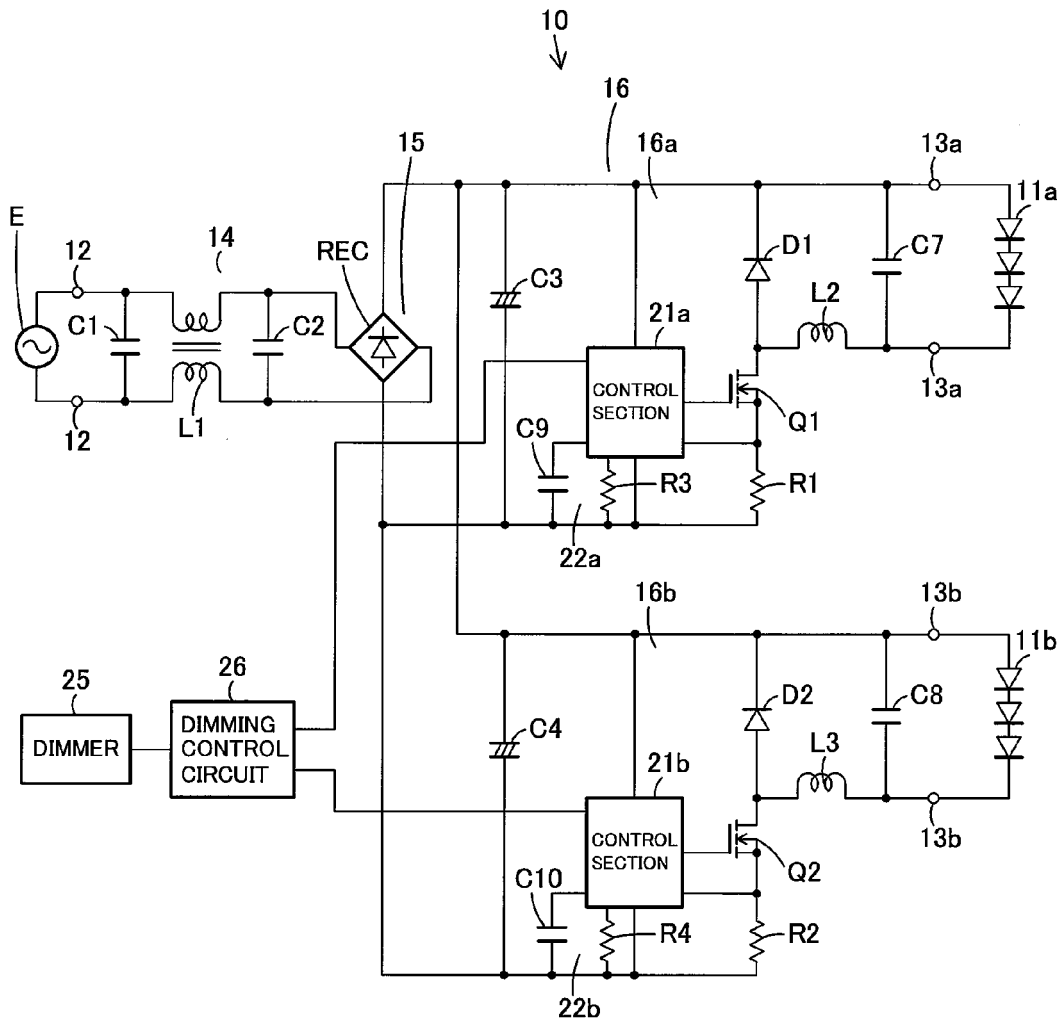 10
16
15
16a
13a
11a
E
12
14
REC
C3
D1
C7
C1
C2
21a
L2
CONTROL
SECTION
13a
L1
12
Q1
C9
R3
R1
22a
16b
13b
11b
25
26
D2
C8
DIMMER
DIMMING
CONTROL
CIRCUIT
C4
L3
21b
CONTROL
SECTION
13b
Q2
C10
R4
R2
22b